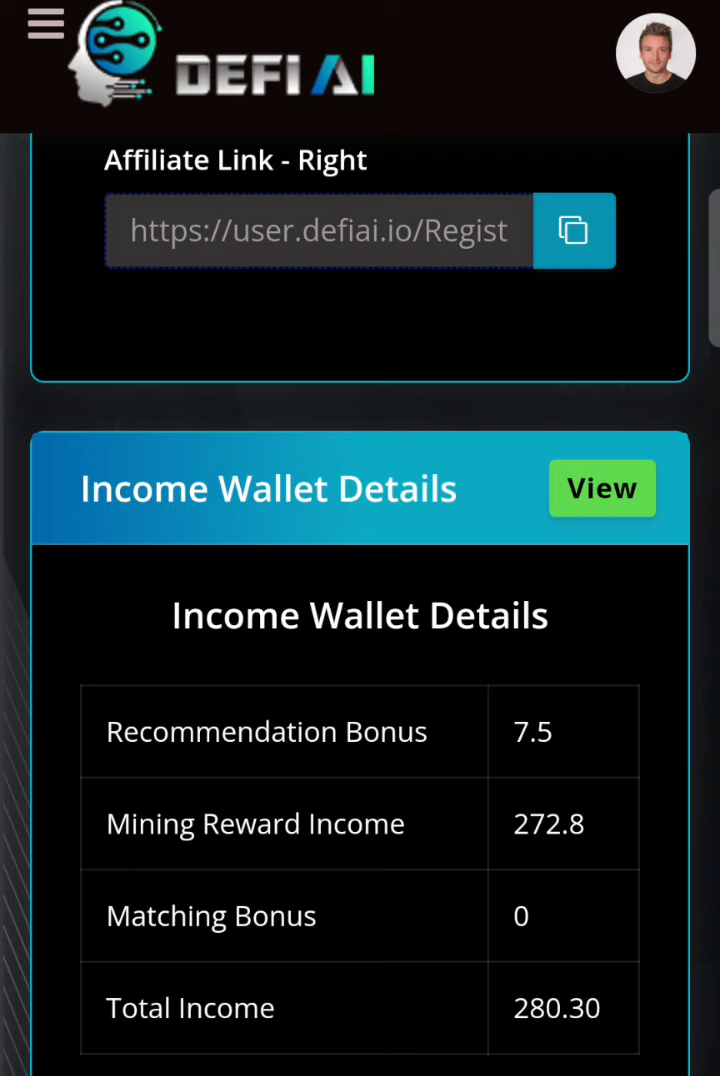 DEFI AI
Affiliate Link - Right
https://user.defiai.io/Regist
Income Wallet Details
View
Income Wallet Details
Recommendation Bonus 7.5
Mining Reward Income 272.8
Matching Bonus 0
Total Income 280.30